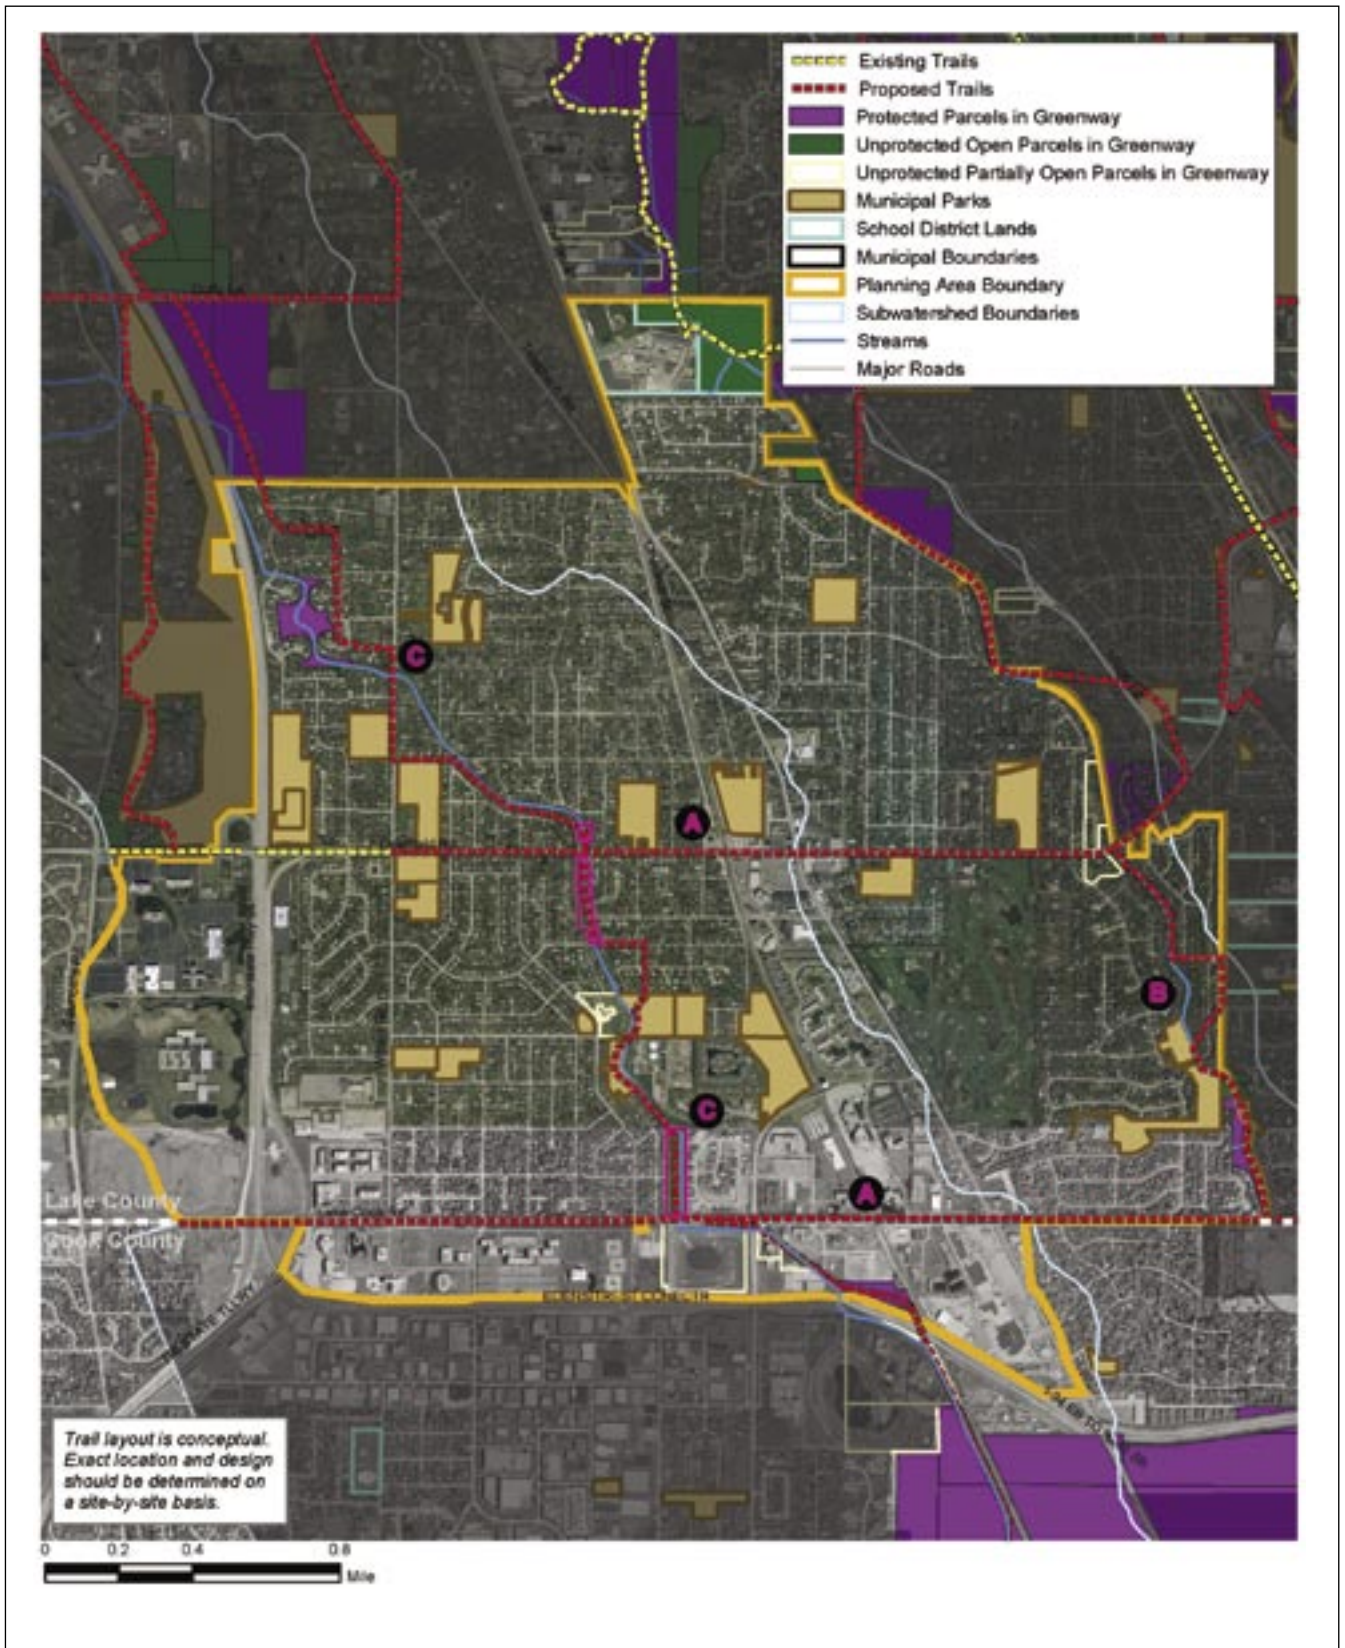 Existing Trails
Proposed Trails
Protected Parcels in Greenway
Unprotected Open Parcels in Greenway
Unprotected Partially Open Parcels in Greenway
Municipal Parks
School District Lands
Municipal Boundaries
Planning Area Boundary
Subwatershed Boundaries
Streams
Major Roads
C
A
B
C
A
Lake County
Cook County
Trail layout is conceptual.
Exact location and design
should be determined on
a site-by-site basis.
0 0.2 0.4 0.8
Mile